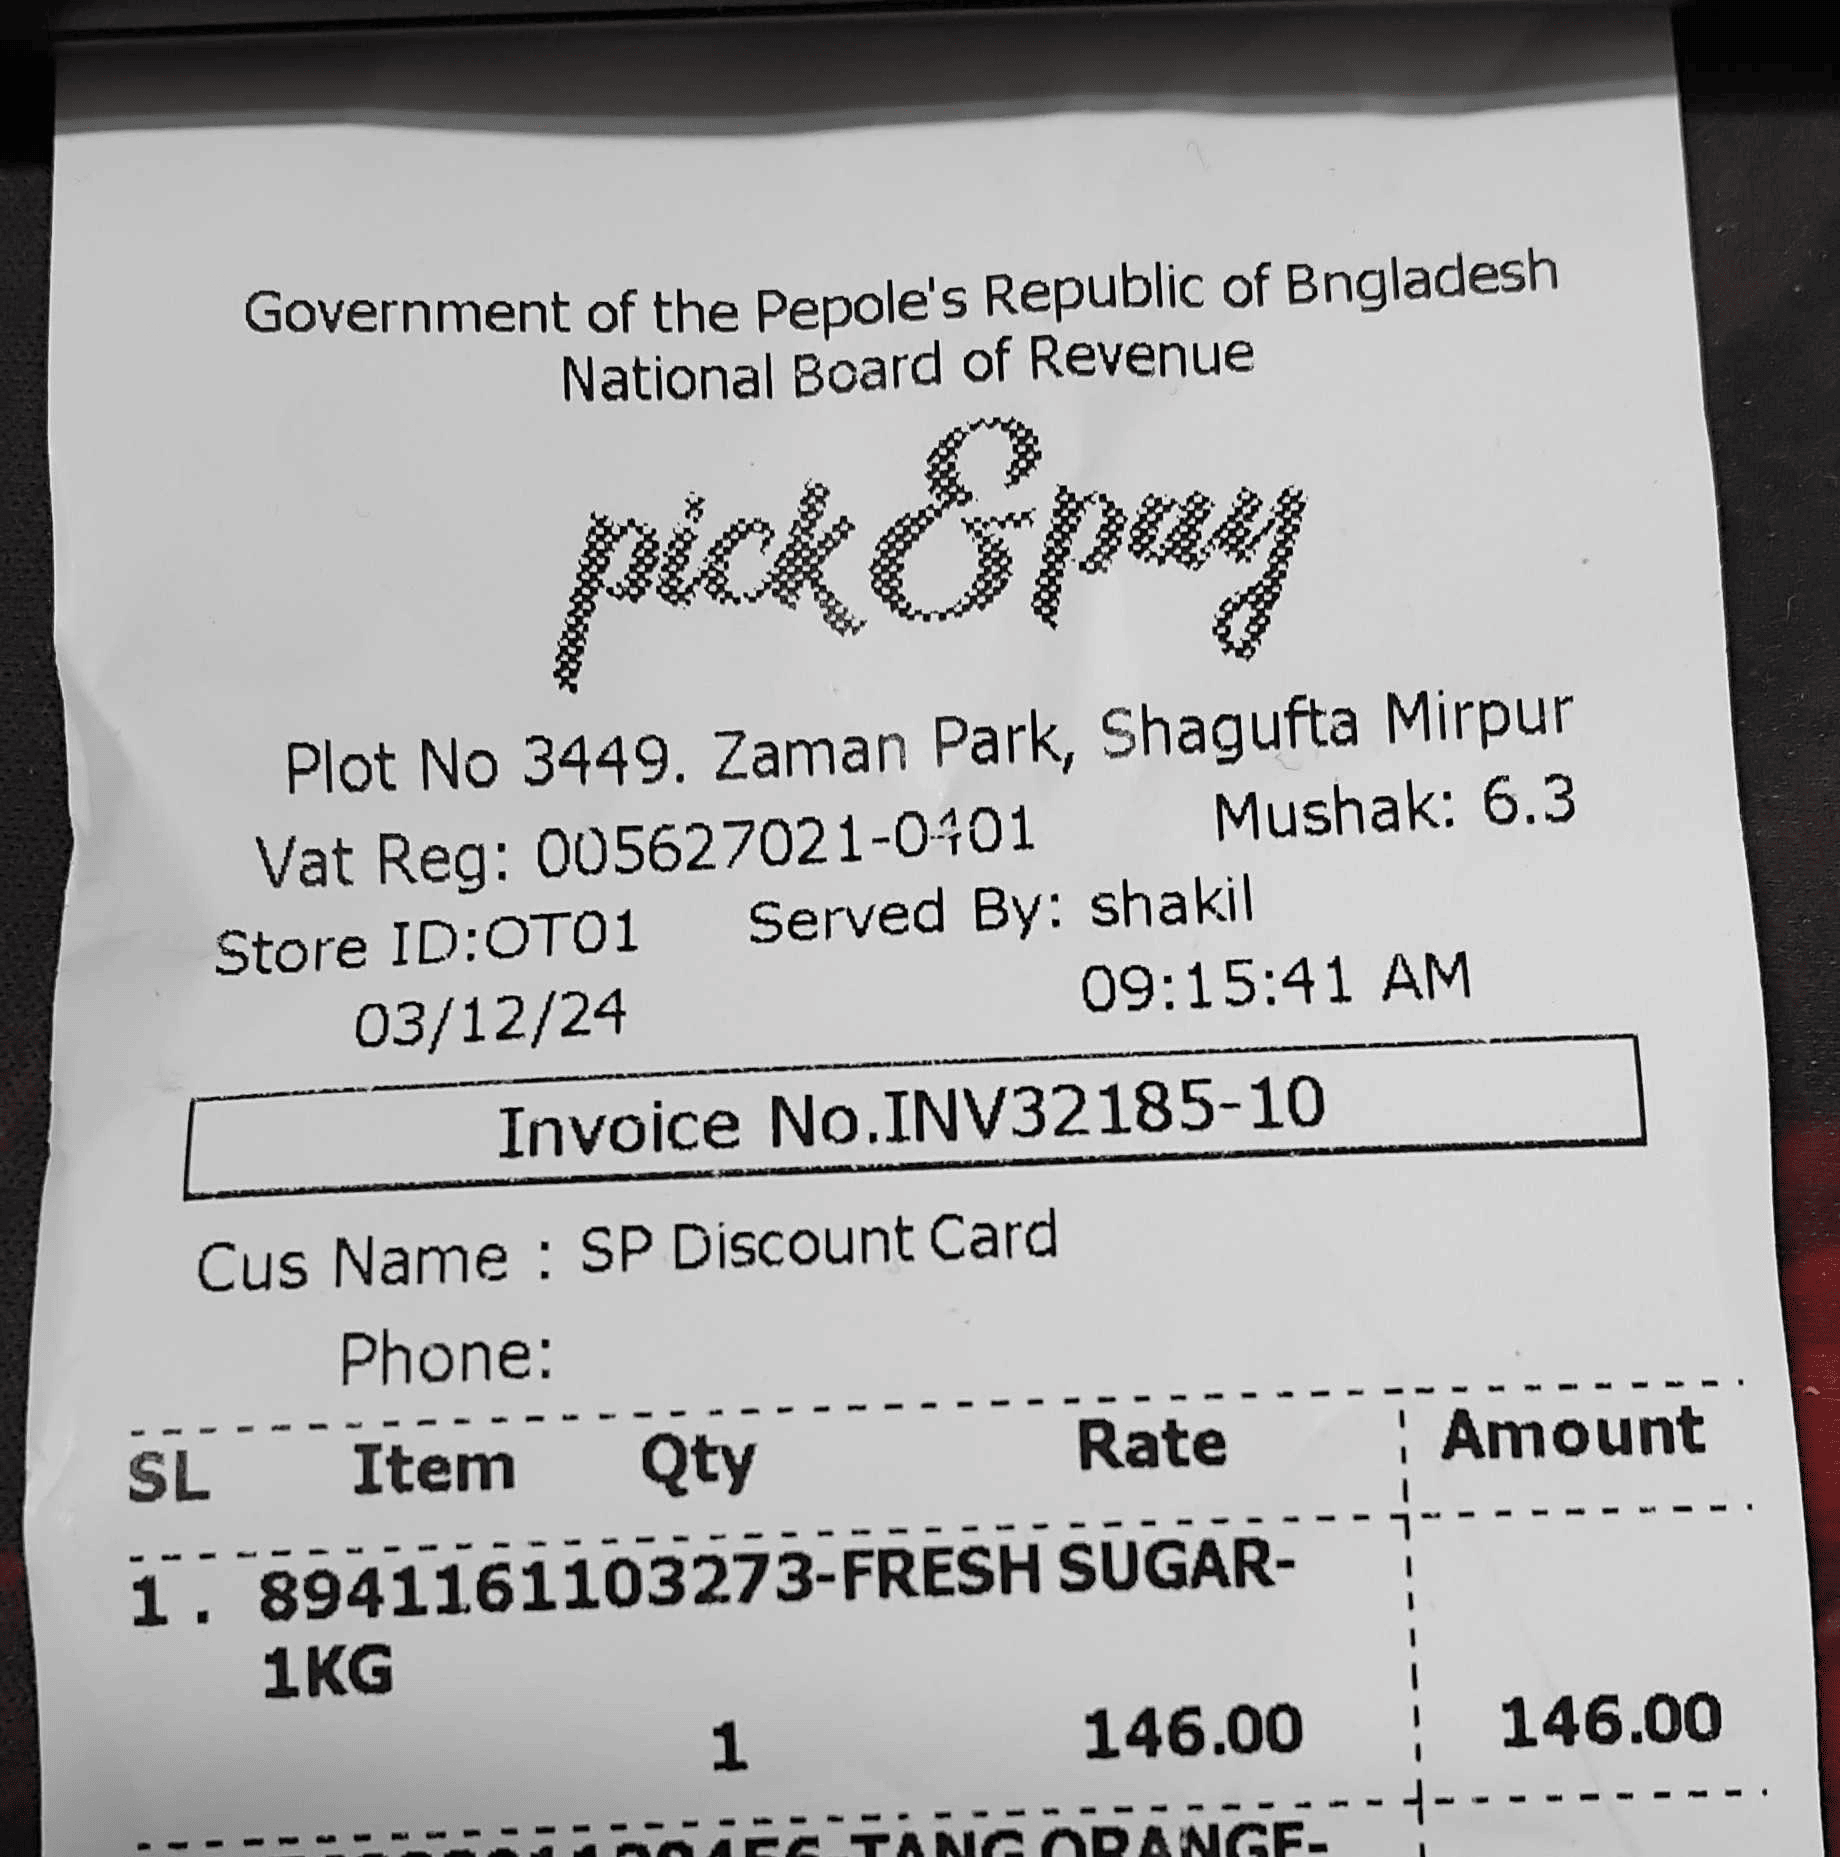 Government of the Pepole's Republic of Bngladesh
National Board of Revenue
pick & pay
Plot No 3449. Zaman Park, Shagufta Mirpur
Vat Reg: 005627021-0401 Mushak: 6.3
Store ID:OT01 Served By: shakil
03/12/24 09:15:41 AM
Invoice No.INV32185-10
Cus Name : SP Discount Card
Phone:
SL Item Qty Rate Amount
1 . 8941161103273-FRESH SUGAR-
1KG
1 146.00 146.00
TANG ORANGE-